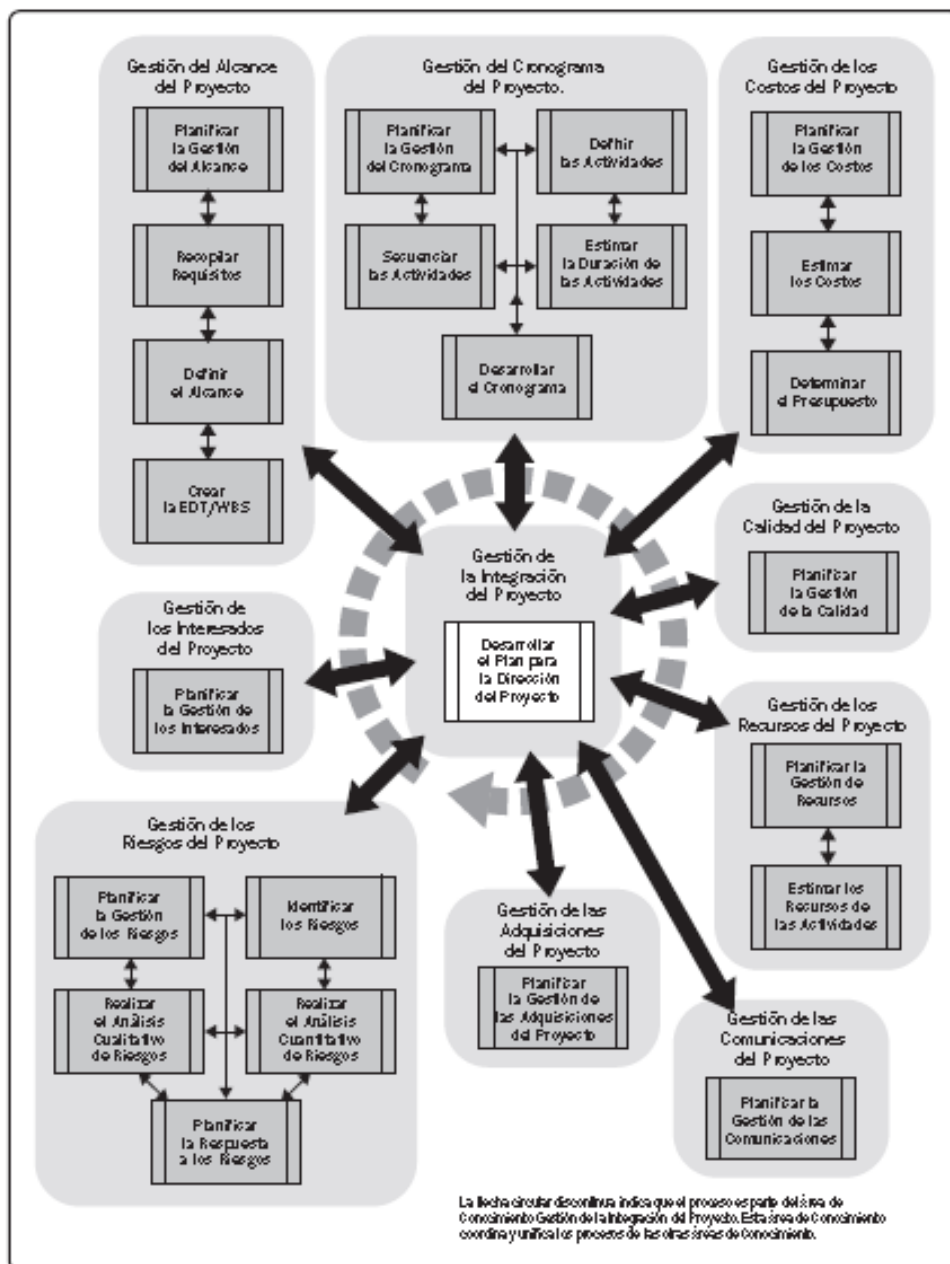 Gestión del Alcance
del Proyecto
Planificar
la Gestión
del Alcance
Recopilar
Requisitos
Definir
el Alcance
Crear
la EDT/WBS
Gestión del Cronograma
del Proyecto.
Planificar
la Gestión
del Cronograma
Definir
las Actividades
Secuenciar
las Actividades
Estimar
la Duración de
las Actividades
Desarrollar
el Cronograma
Gestión de los
Costos del Proyecto
Planificar
la Gestión
de los Costos
Estimar
los Costos
Determinar
el Presupuesto
Gestión de
la Integración
del Proyecto
Desarrollar
el Plan para
la Dirección
del Proyecto
Gestión de la
Calidad del Proyecto
Planificar
la Gestión
de la Calidad
Gestión de
los Interesados
del Proyecto
Planificar
la Gestión de
los Interesados
Gestión de los
Recursos del Proyecto
Planificar la
Gestión de
Recursos
Estimar los
Recursos de
las Actividades
Gestión de los
Riesgos del Proyecto
Planificar
la Gestión
de los Riesgos
Identificar
los Riesgos
Realizar
el Análisis
Cualitativo
de Riesgos
Realizar
el Análisis
Cuantitativo
de Riesgos
Planificar
la Respuesta
a los Riesgos
Gestión de las
Adquisiciones
del Proyecto
Planificar
la Gestión de
las Adquisiciones
del Proyecto
Gestión de las
Comunicaciones
del Proyecto
Planificar la
Gestión de las
Comunicaciones
La flecha circular discontinua indica que el proceso es parte del área de
Conocimiento Gestión de la Integración del Proyecto. Esta área de Conocimiento
coordina y unifica los procesos de las otras áreas de Conocimiento.